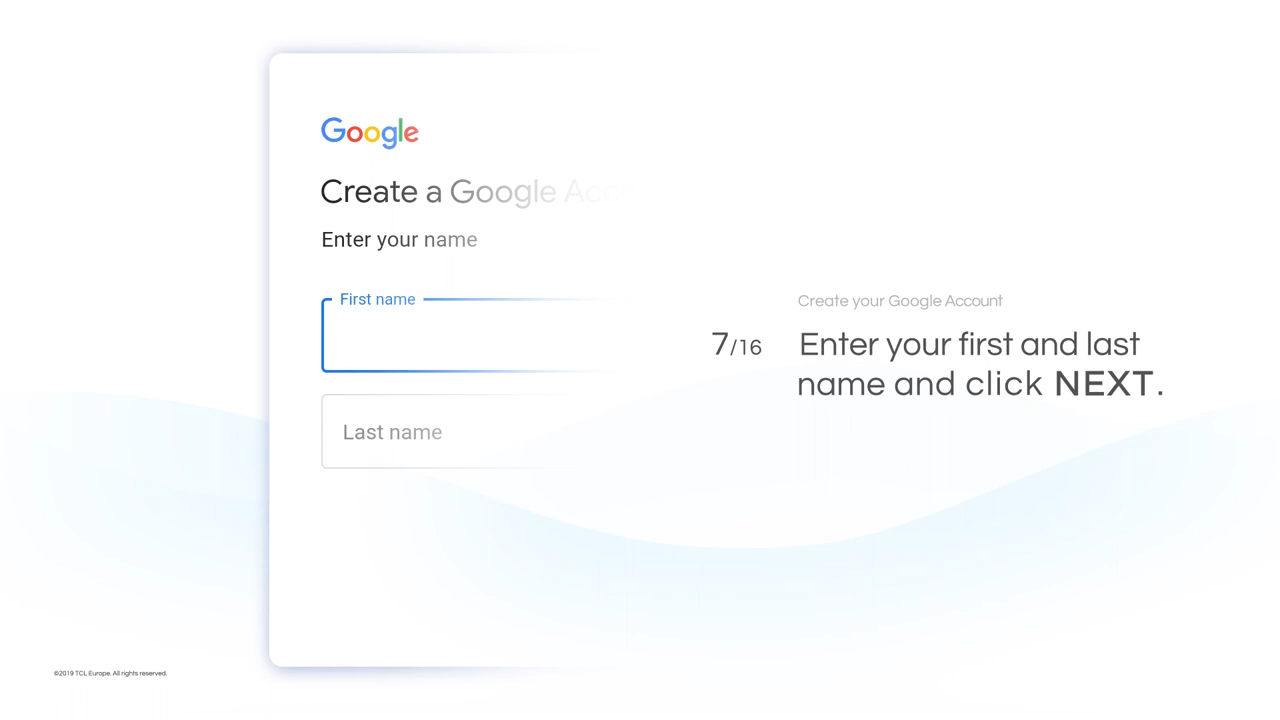 Google
Create a Google Acco
Enter your name
First name
Last name
Create your Google Account
7/16
Enter your first and last
name and click NEXT.
©2019 TCL Europe. All rights reserved.